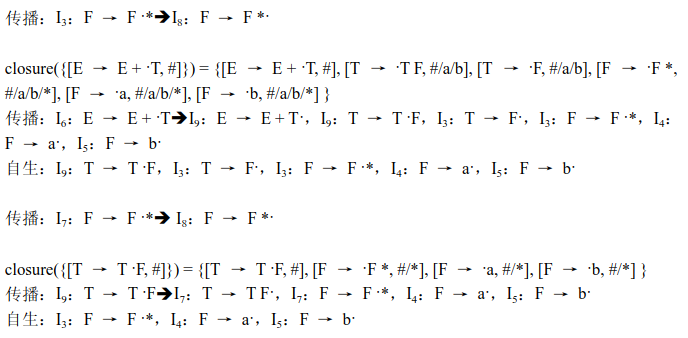 传播：I₃：F → F ·*➔I₈：F → F *·
closure({[E → E + ·T, #]}) = {[E → E + ·T, #], [T → ·T F, #/a/b], [T → ·F, #/a/b], [F → ·F *,
#/a/b/*], [F → ·a, #/a/b/*], [F → ·b, #/a/b/*] }
传播：I₆：E → E + ·T➔I₉：E → E + T·，I₉：T → T ·F，I₃：T → F·，I₃：F → F ·*，I₄：
F → a·，I₅：F → b·
自生：I₉：T → T ·F，I₃：T → F·，I₃：F → F ·*，I₄：F → a·，I₅：F → b·
传播：I₇：F → F ·*➔ I₈：F → F *·
closure({[T → T ·F, #]}) = {[T → T ·F, #], [F → ·F *, #/*], [F → ·a, #/*], [F → ·b, #/*] }
传播：I₉：T → T ·F➔I₇：T → T F·，I₇：F → F ·*，I₄：F → a·，I₅：F → b·
自生：I₃：F → F ·*，I₄：F → a·，I₅：F → b·